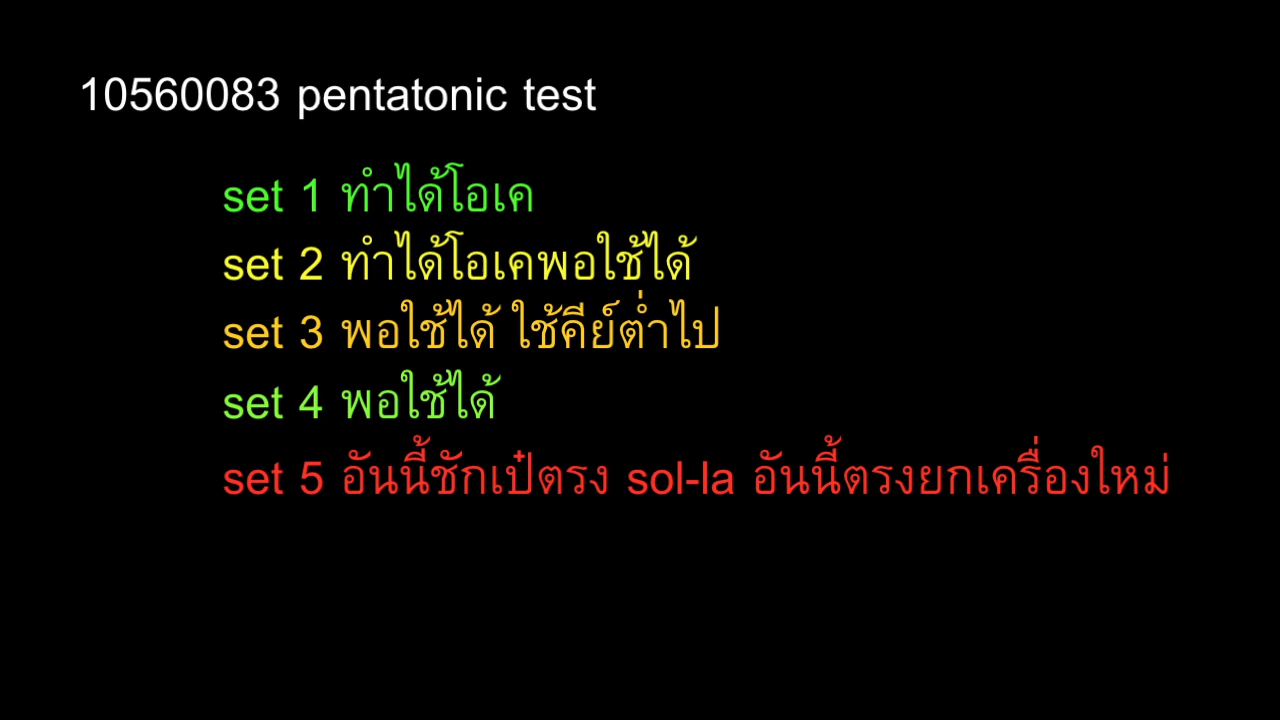 10560083 pentatonic test
set 1 ทำได้โอเค
set 2 ทำได้โอเคพอใช้ได้
set 3 พอใช้ได้ ใช้คีย์ต่ำไป
set 4 พอใช้ได้
set 5 อันนี้ชักเป๋ตรง sol-la อันนี้ตรงยกเครื่องใหม่